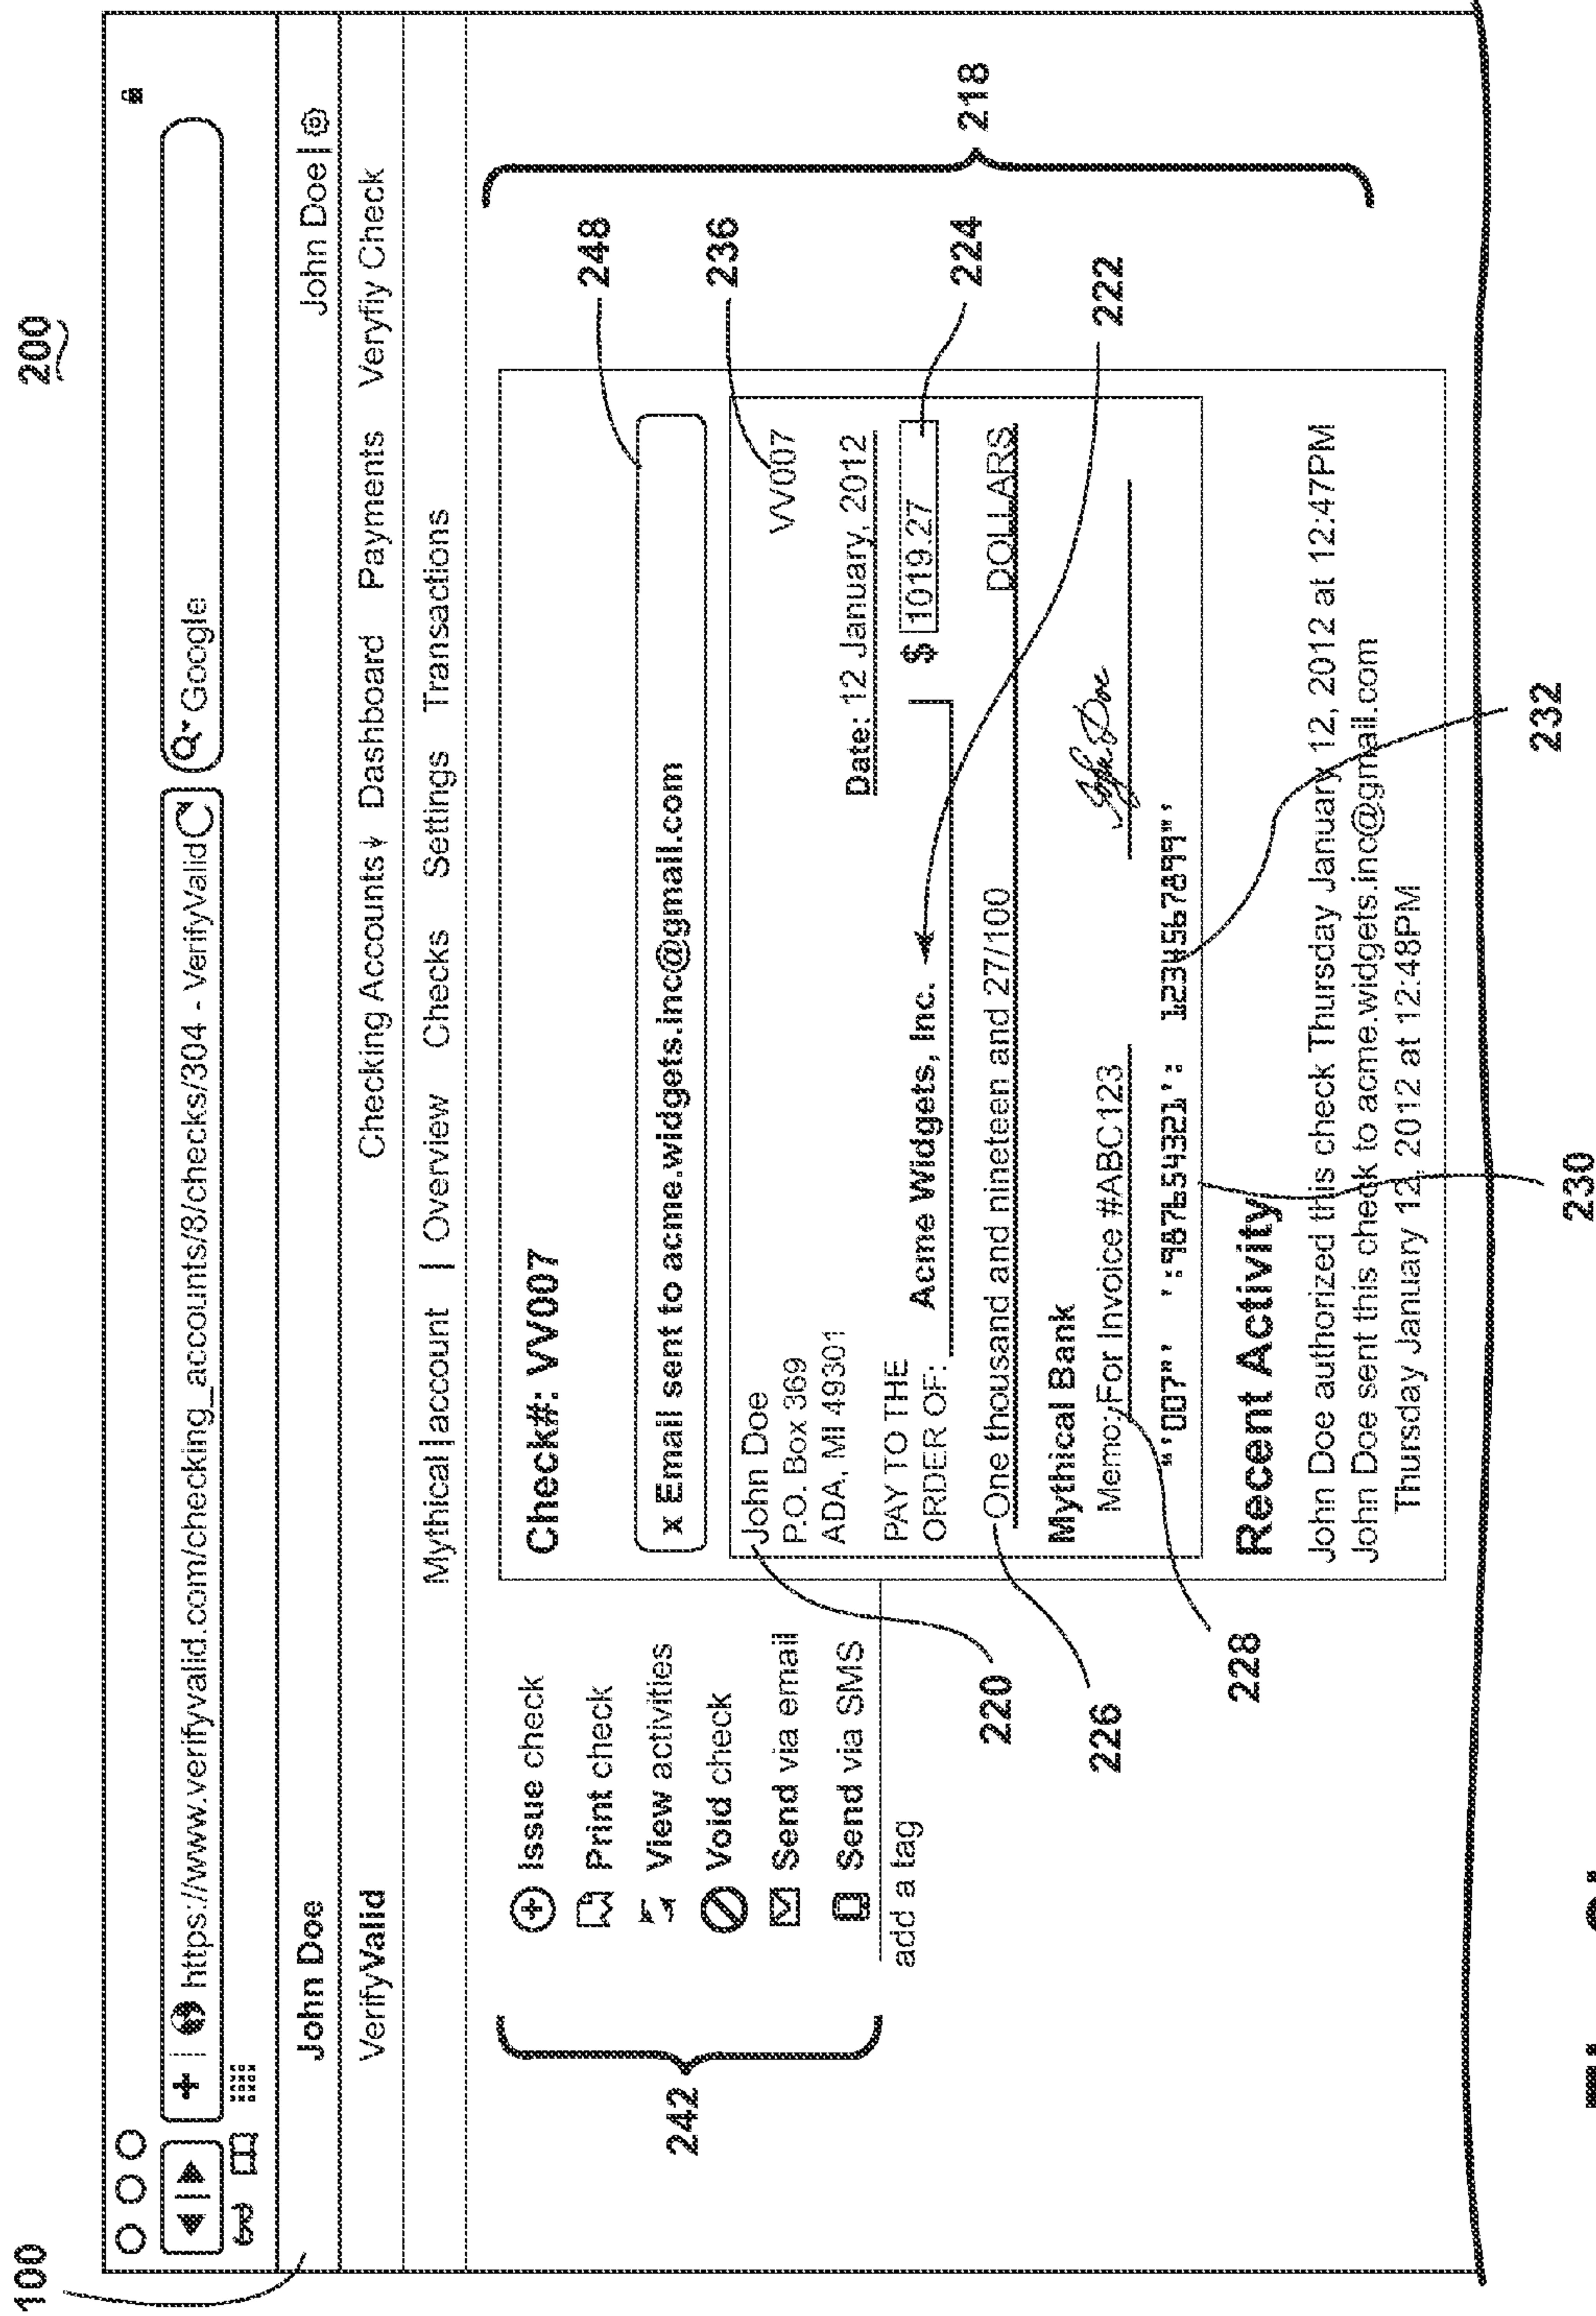 100
200
https://www.verifyvalid.com/checking_accounts/8/checks/304 - VerifyValid
Google
John Doe
John Doe |
VerifyValid
Checking Accounts Dashboard Payments Veryfiy Check
Mythical | account | Overview Checks Settings Transactions
242
Issue check
Print check
View activities
Void check
Send via email
Send via SMS
add a tag
220
226
228
Check#: VV007
x Email sent to acme.widgets.inc@gmail.com
248
John Doe
P.O. Box 369
ADA, MI 49301
VV007
236
Date: 12 January, 2012
PAY TO THE
ORDER OF:
Acme Widgets, Inc.
$ 1019.27
224
222
218
One thousand and nineteen and 27/100
DOLLARS
Mythical Bank
Memo: For Invoice #ABC123
John Doe
"'007"' ':987654321': 1234567899"'
Recent Activity
John Doe authorized this check Thursday January 12, 2012 at 12:47PM
John Doe sent this check to acme.widgets.inc@gmail.com
Thursday January 12, 2012 at 12:48PM
230
232